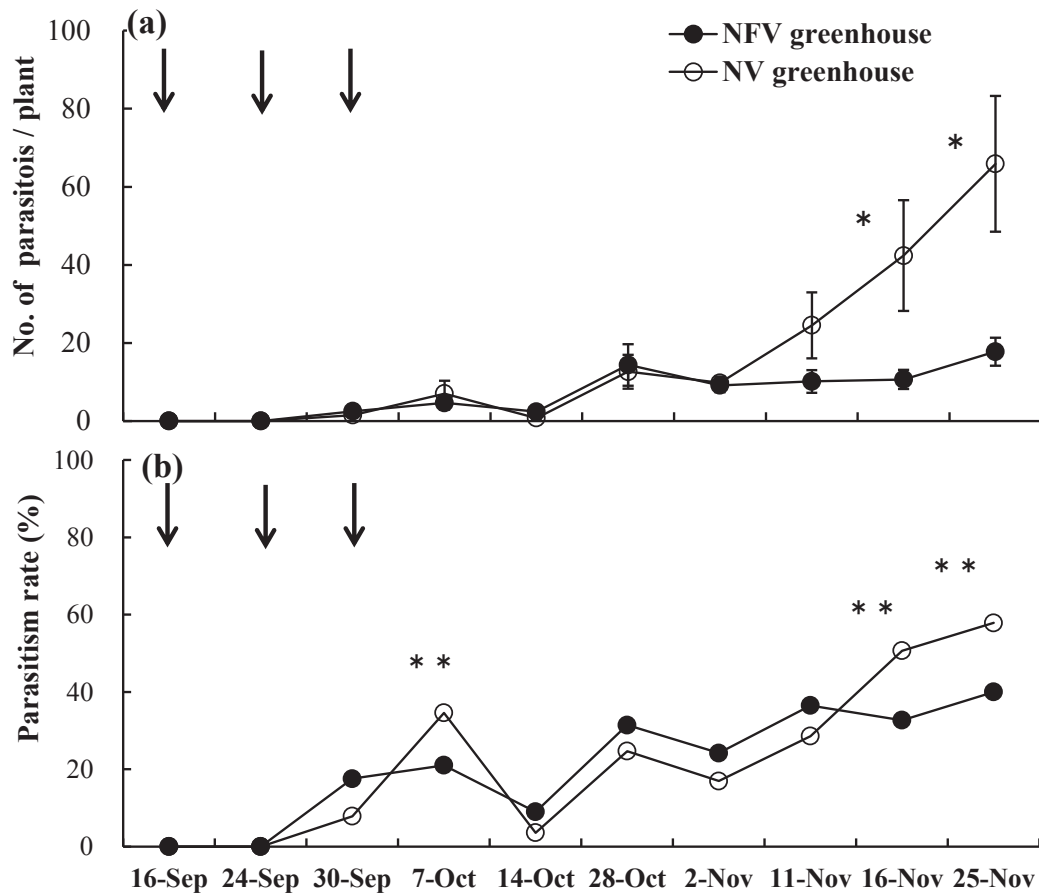 (a)
NFV greenhouse
NV greenhouse
No. of parasitois / plant
100
80
60
40
20
0
*
*
(b)
Parasitism rate (%)
100
80
60
40
20
0
* *
* *
* *
16-Sep 24-Sep 30-Sep 7-Oct 14-Oct 28-Oct 2-Nov 11-Nov 16-Nov 25-Nov